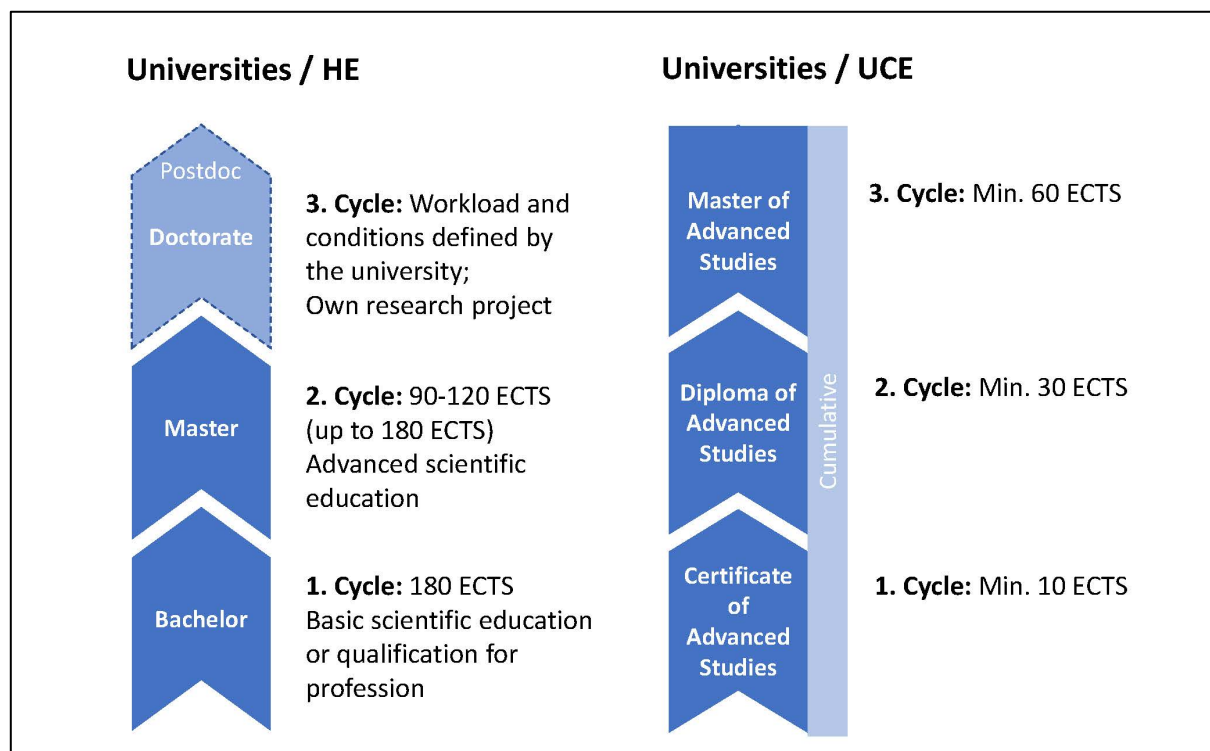 Universities / HE
Postdoc
Doctorate
3. Cycle: Workload and
conditions defined by
the university;
Own research project
Master
2. Cycle: 90-120 ECTS
(up to 180 ECTS)
Advanced scientific
education
Bachelor
1. Cycle: 180 ECTS
Basic scientific education
or qualification for
profession
Universities / UCE
Master of
Advanced
Studies
3. Cycle: Min. 60 ECTS
Diploma of
Advanced
Studies
2. Cycle: Min. 30 ECTS
Certificate
of
Advanced
Studies
1. Cycle: Min. 10 ECTS
Cumulative